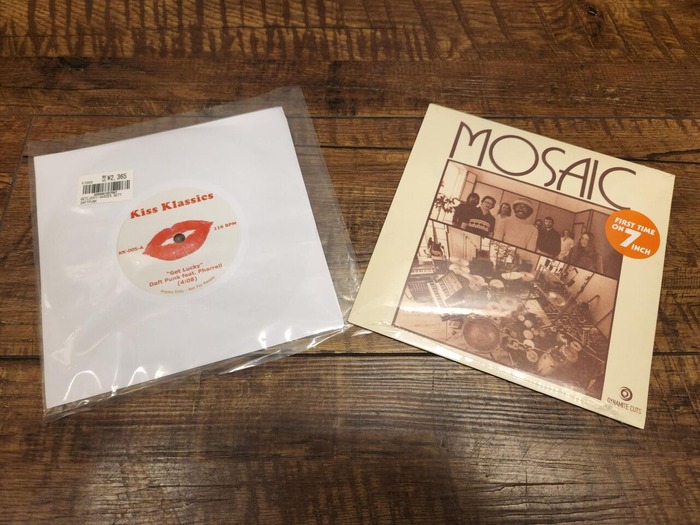 ¥2,365
Kiss Klassics
KK-005-A
116 BPM
"Get Lucky"
Daft Punk feat. Pharrell
(4:08)
MOSAIC
FIRST TIME
ON 7
INCH
DYNAMITE CUTS